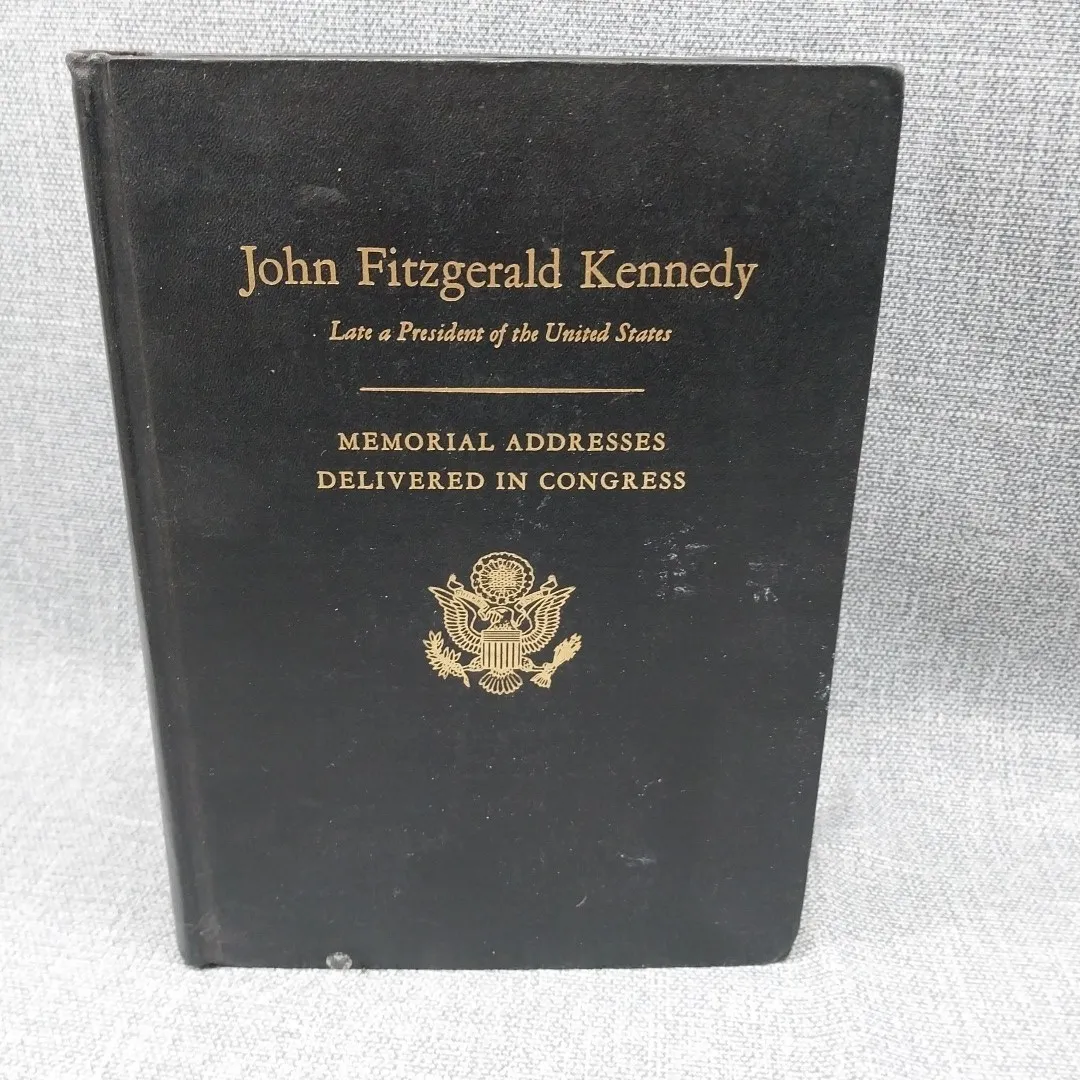 John Fitzgerald Kennedy
Late a President of the United States
MEMORIAL ADDRESSES
DELIVERED IN CONGRESS